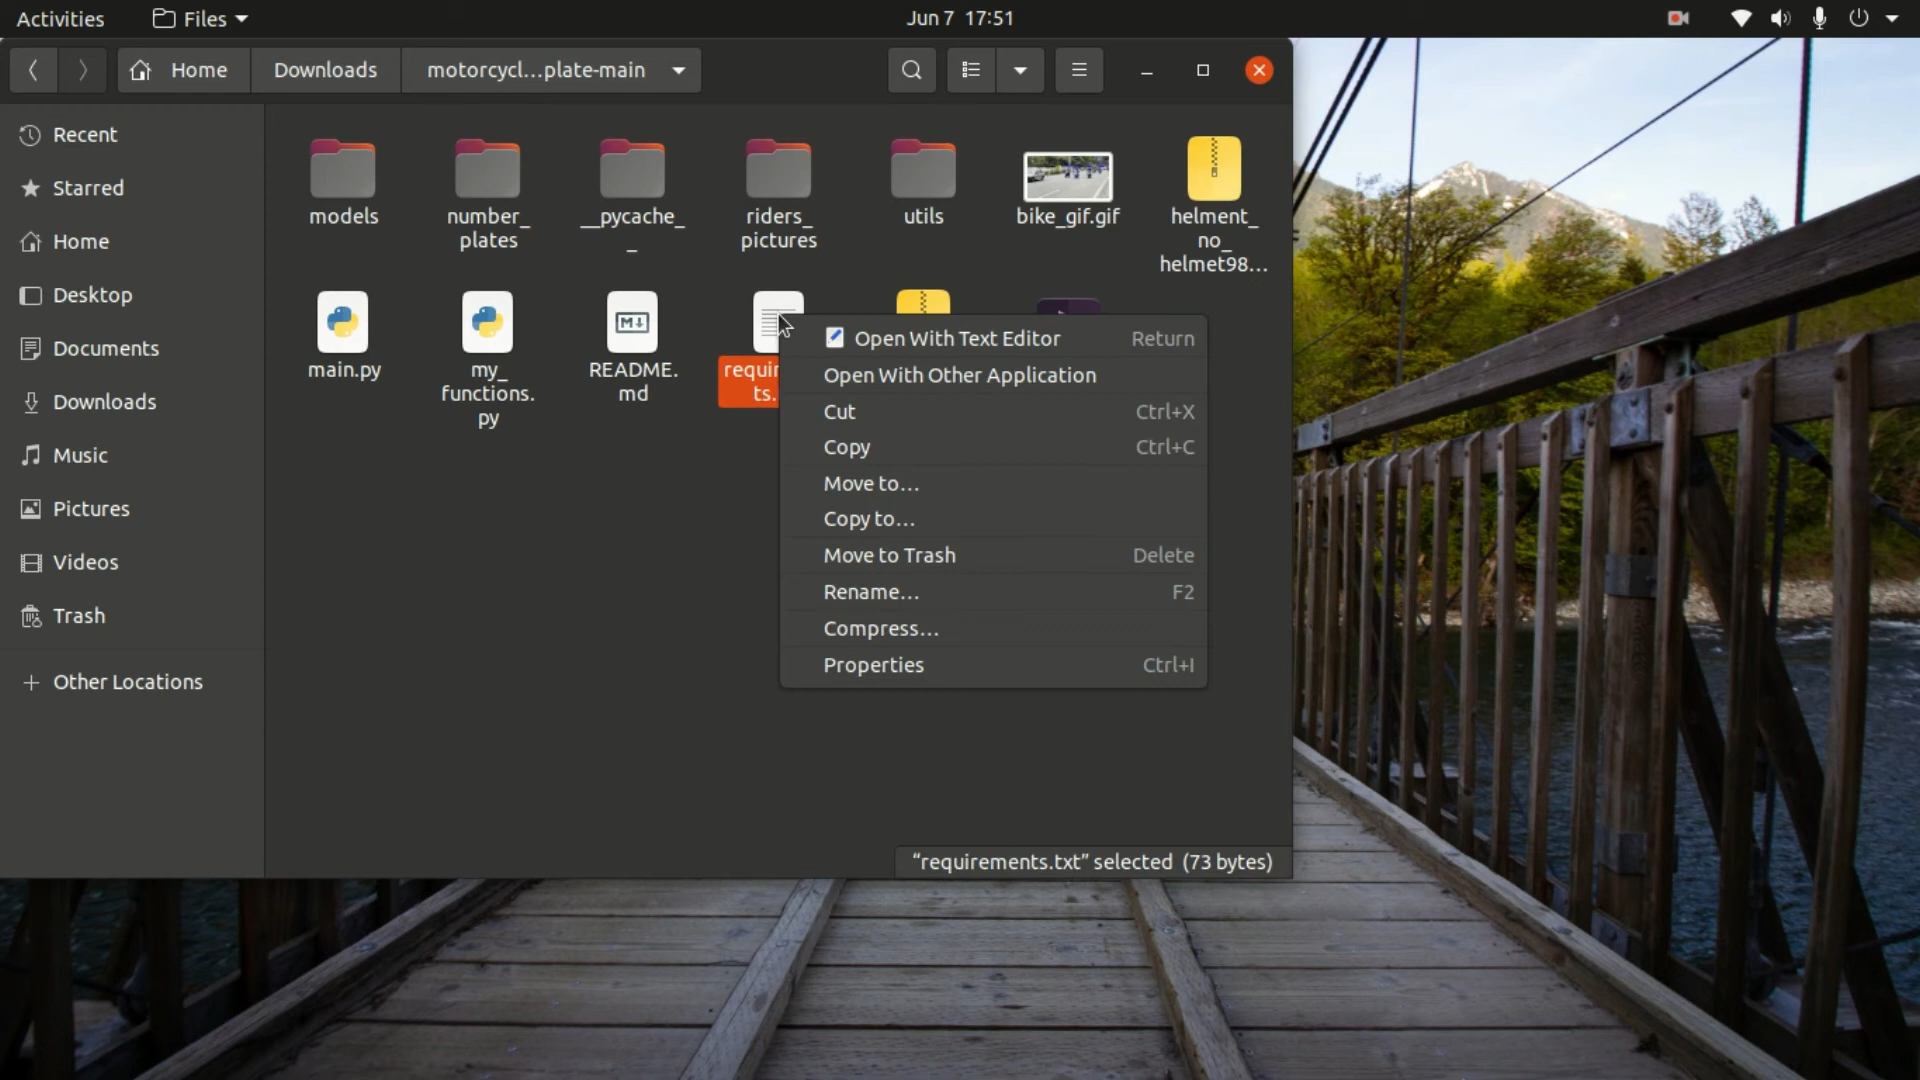 Activities
Files
Jun 7 17:51
Home
Downloads
motorcycl...plate-main
Recent
Starred
Home
Desktop
Documents
Downloads
Music
Pictures
Videos
Trash
Other Locations
models
number_
plates
__pycache_
_
riders_
pictures
utils
bike_gif.gif
helment_
no_
helmet98...
main.py
my_
functions.
py
README.
md
requir
ts.
Open With Text Editor Return
Open With Other Application
Cut Ctrl+X
Copy Ctrl+C
Move to...
Copy to...
Move to Trash Delete
Rename... F2
Compress...
Properties Ctrl+I
“requirements.txt” selected (73 bytes)